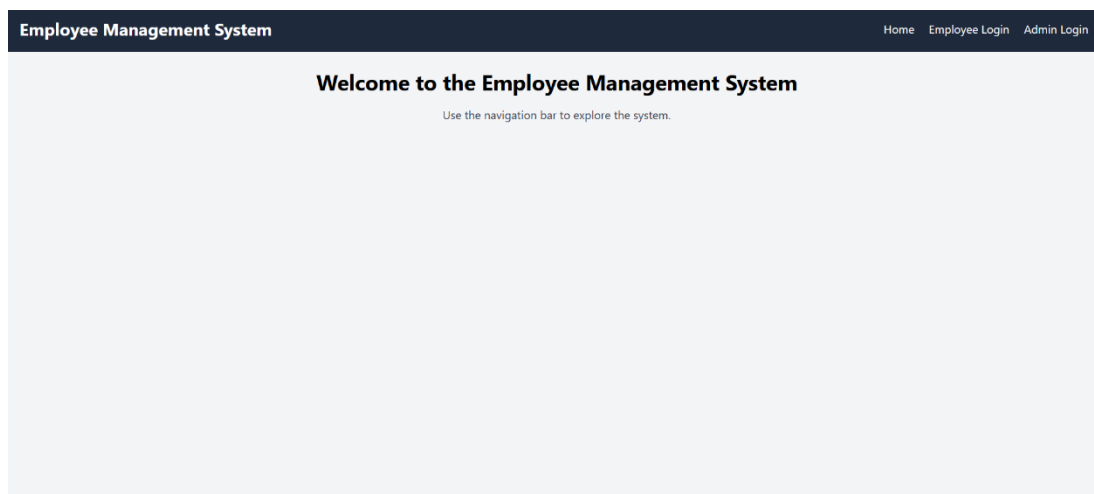 Employee Management System
Home Employee Login Admin Login
Welcome to the Employee Management System
Use the navigation bar to explore the system.